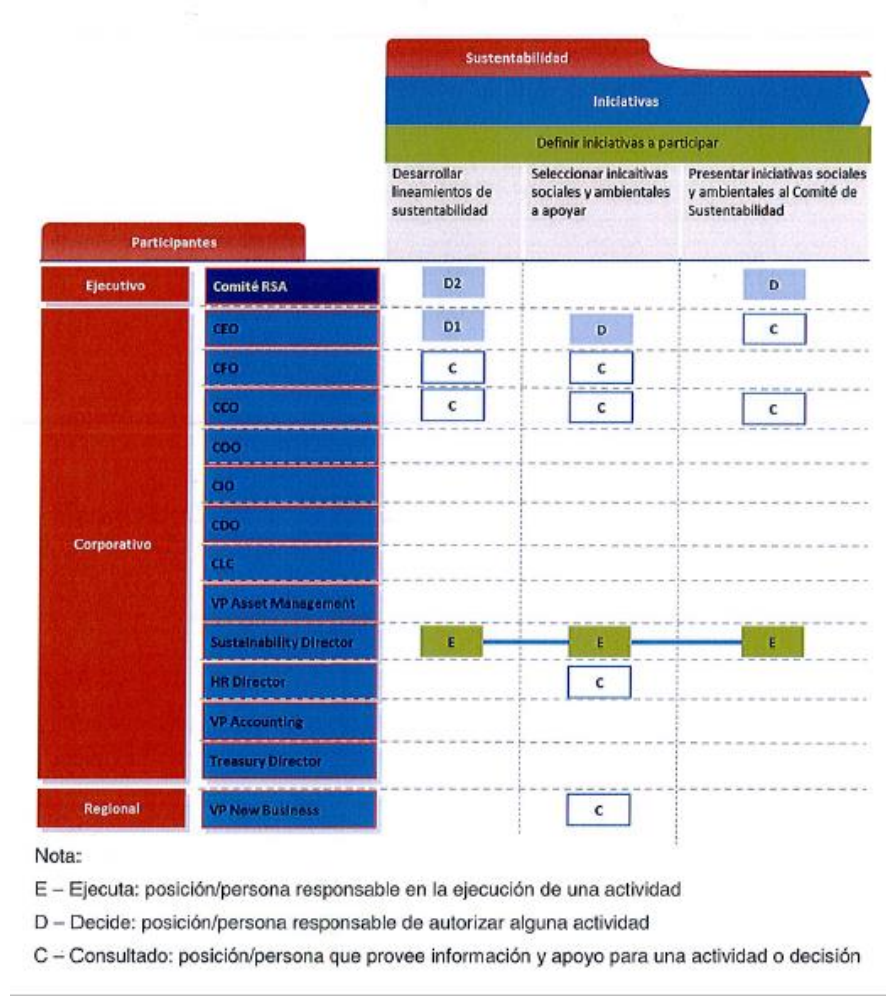 Sustentabilidad
Iniciativas
Definir iniciativas a participar
Desarrollar
lineamientos de
sustentabilidad
Seleccionar inicaitivas
sociales y ambientales
a apoyar
Presentar iniciativas sociales
y ambientales al Comité de
Sustentabilidad
Participantes
Ejecutivo
Comité RSA
D2
D
Corporativo
CEO
D1
D
C
CFO
C
C
CCO
C
C
C
COO
CIO
CDO
CLC
VP Asset Management
Sustainability Director
E
E
E
HR Director
C
VP Accounting
Treasury Director
Regional
VP New Business
C
Nota:
E – Ejecuta: posición/persona responsable en la ejecución de una actividad
D – Decide: posición/persona responsable de autorizar alguna actividad
C – Consultado: posición/persona que provee información y apoyo para una actividad o decisión